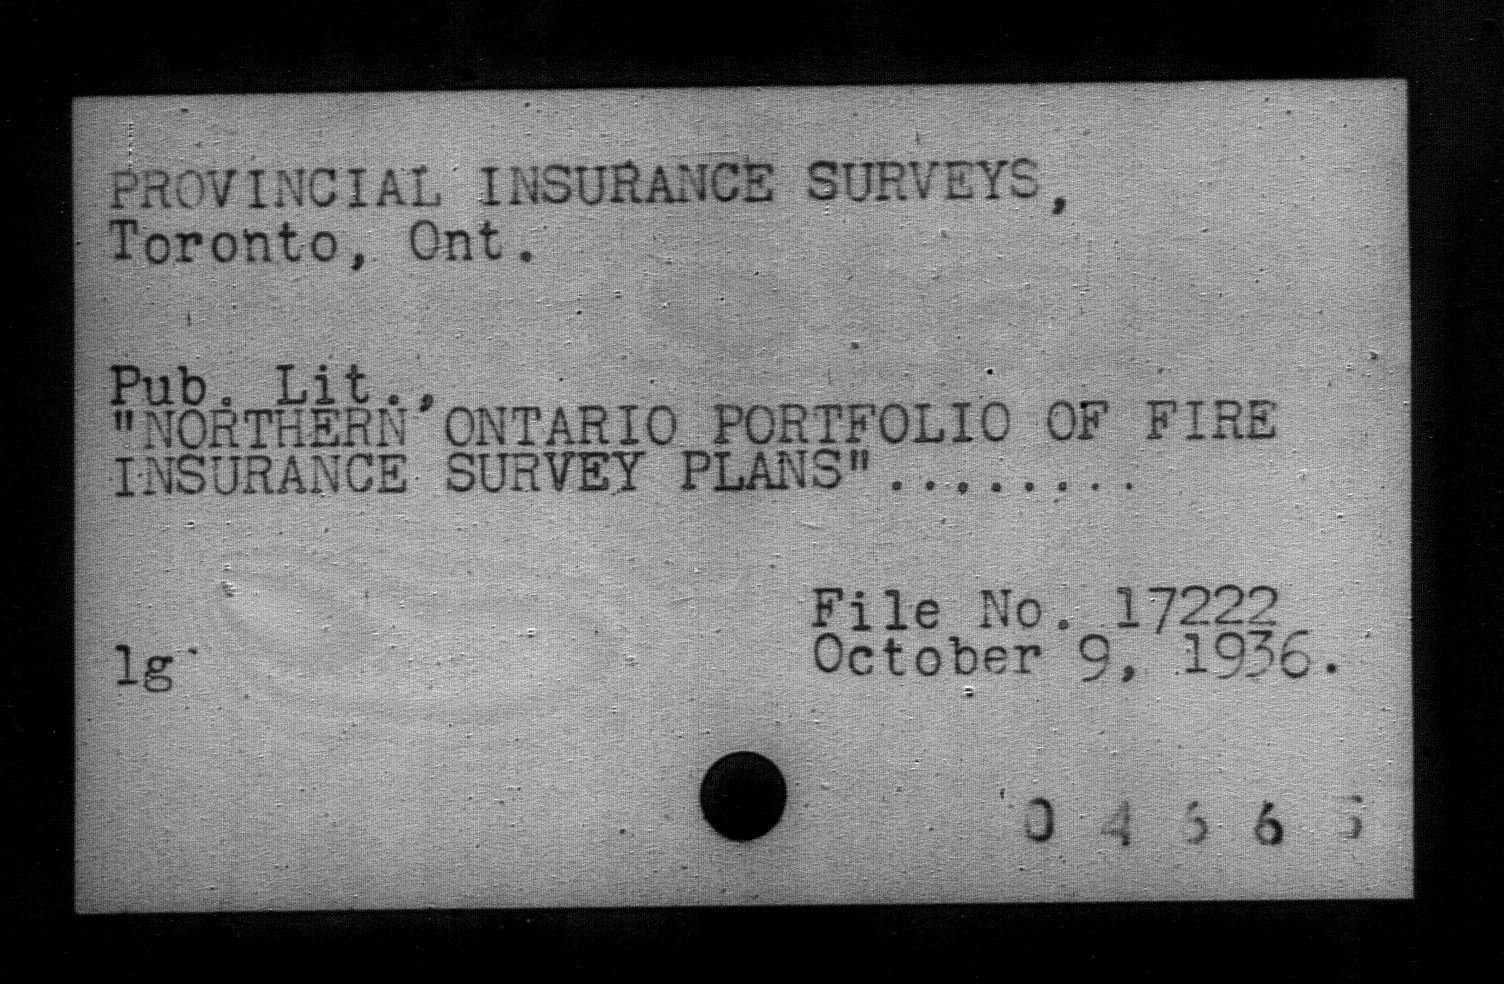 PROVINCIAL INSURANCE SURVEYS,
Toronto, Ont.
Pub. Lit.,
"NORTHERN ONTARIO PORTFOLIO OF FIRE
INSURANCE SURVEY PLANS"........
File No. 17222
lg
October 9, 1936.